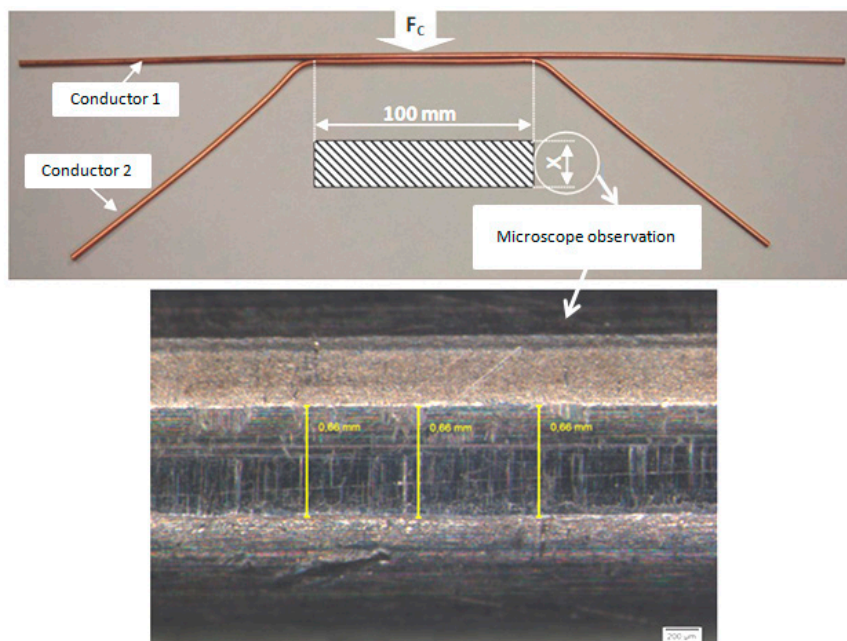 Fc
Conductor 1
100 mm
X
Conductor 2
Microscope observation
0,66 mm 0,66 mm 0,66 mm
200 µm